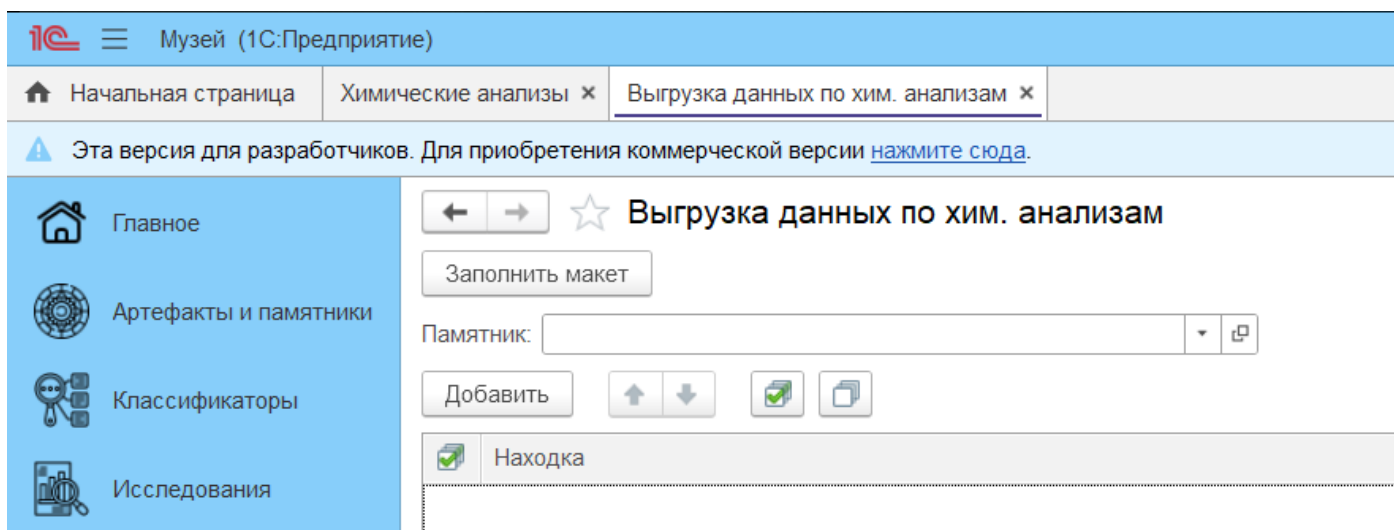 1С Музей (1С:Предприятие)
Начальная страница Химические анализы × Выгрузка данных по хим. анализам ×
Эта версия для разработчиков. Для приобретения коммерческой версии нажмите сюда.
Главное
Артефакты и памятники
Классификаторы
Исследования
Выгрузка данных по хим. анализам
Заполнить макет
Памятник:
Добавить
Находка